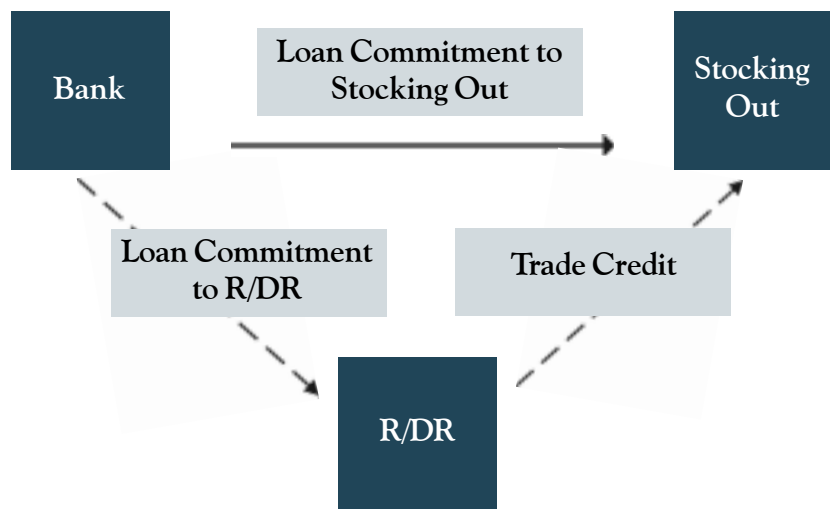 Bank
Loan Commitment to
Stocking Out
Stocking
Out
Loan Commitment
to R/DR
Trade Credit
R/DR